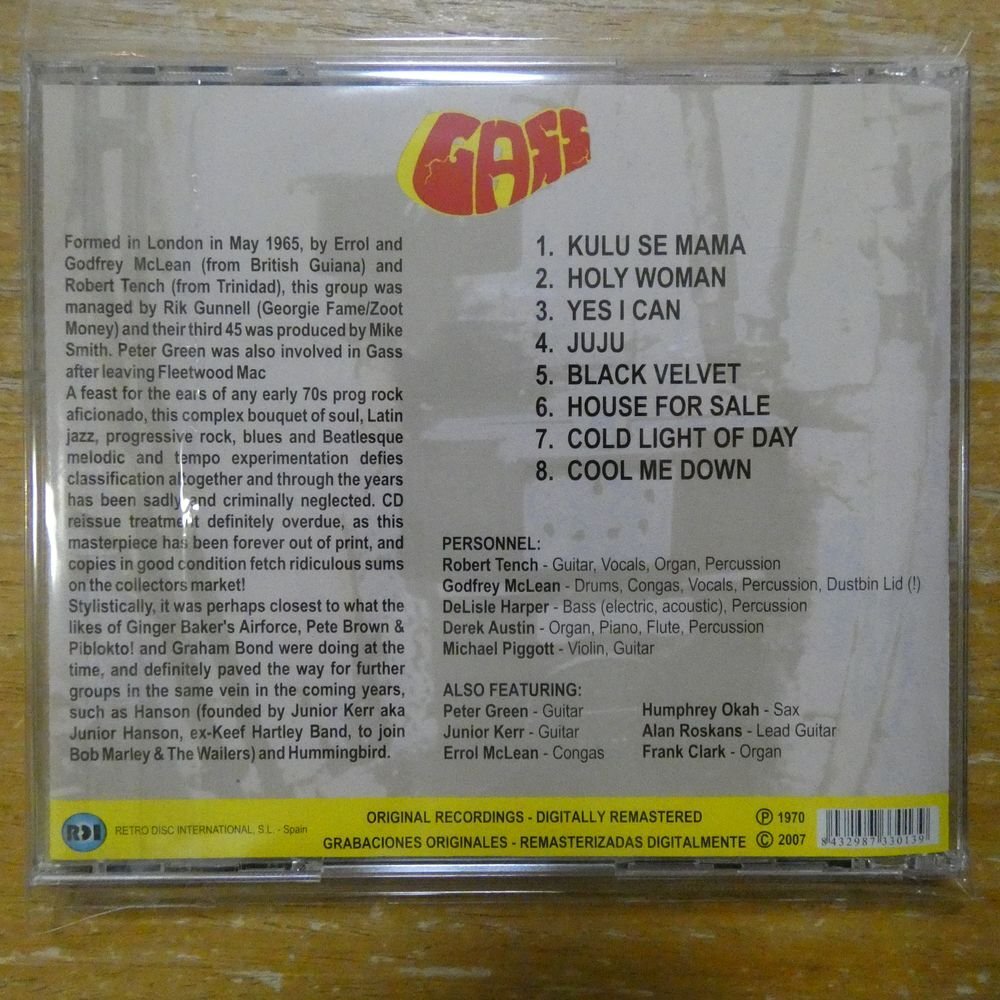 GASS
Formed in London in May 1965, by Errol and
Godfrey McLean (from British Guiana) and
Robert Tench (from Trinidad), this group was
managed by Rik Gunnell (Georgie Fame/Zoot
Money) and their third 45 was produced by Mike
Smith. Peter Green was also involved in Gass
after leaving Fleetwood Mac
A feast for the ears of any early 70s prog rock
aficionado, this complex bouquet of soul, Latin
jazz, progressive rock, blues and Beatlesque
melodic and tempo experimentation defies
classification altogether and through the years
has been sadly and criminally neglected. CD
reissue treatment definitely overdue, as this
masterpiece has been forever out of print, and
copies in good condition fetch ridiculous sums
on the collectors market!
Stylistically, it was perhaps closest to what the
likes of Ginger Baker's Airforce, Pete Brown &
Piblokto! and Graham Bond were doing at the
time, and definitely paved the way for further
groups in the same vein in the coming years,
such as Hanson (founded by Junior Kerr aka
Junior Hanson, ex-Keef Hartley Band, to join
Bob Marley & The Wailers) and Hummingbird.
1. KULU SE MAMA
2. HOLY WOMAN
3. YES I CAN
4. JUJU
5. BLACK VELVET
6. HOUSE FOR SALE
7. COLD LIGHT OF DAY
8. COOL ME DOWN
PERSONNEL:
Robert Tench - Guitar, Vocals, Organ, Percussion
Godfrey McLean - Drums, Congas, Vocals, Percussion, Dustbin Lid (!)
DeLisle Harper - Bass (electric, acoustic), Percussion
Derek Austin - Organ, Piano, Flute, Percussion
Michael Piggott - Violin, Guitar
ALSO FEATURING:
Peter Green - Guitar
Junior Kerr - Guitar
Errol McLean - Congas
Humphrey Okah - Sax
Alan Roskans - Lead Guitar
Frank Clark - Organ
RDI
RETRO DISC INTERNATIONAL, S.L. - Spain
ORIGINAL RECORDINGS - DIGITALLY REMASTERED
GRABACIONES ORIGINALES - REMASTERIZADAS DIGITALMENTE
Ⓟ 1970
© 2007
8 432987 330139